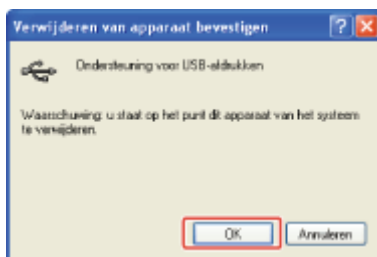 Verwijderen van apparaat bevestigen
Ondersteuning voor USB-afdrukken
Waarschuwing: u staat op het punt dit apparaat van het systeem
te verwijderen.
OK
Annuleren